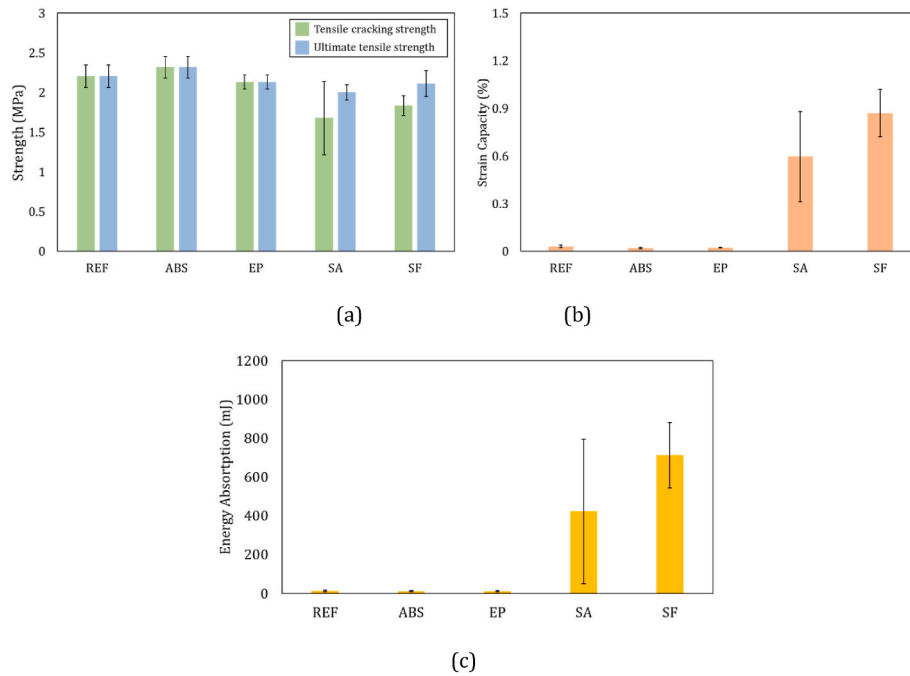 3
Tensile cracking strength
Ultimate tensile strength
2.5
2
1.5
1
0.5
0
Strength (MPa)
REF ABS EP SA SF
(a)
1.5
1.2
0.9
0.6
0.3
0
Strain Capacity (%)
REF ABS EP SA SF
(b)
1200
1000
800
600
400
200
0
Energy Absortption (mJ)
REF ABS EP SA SF
(c)